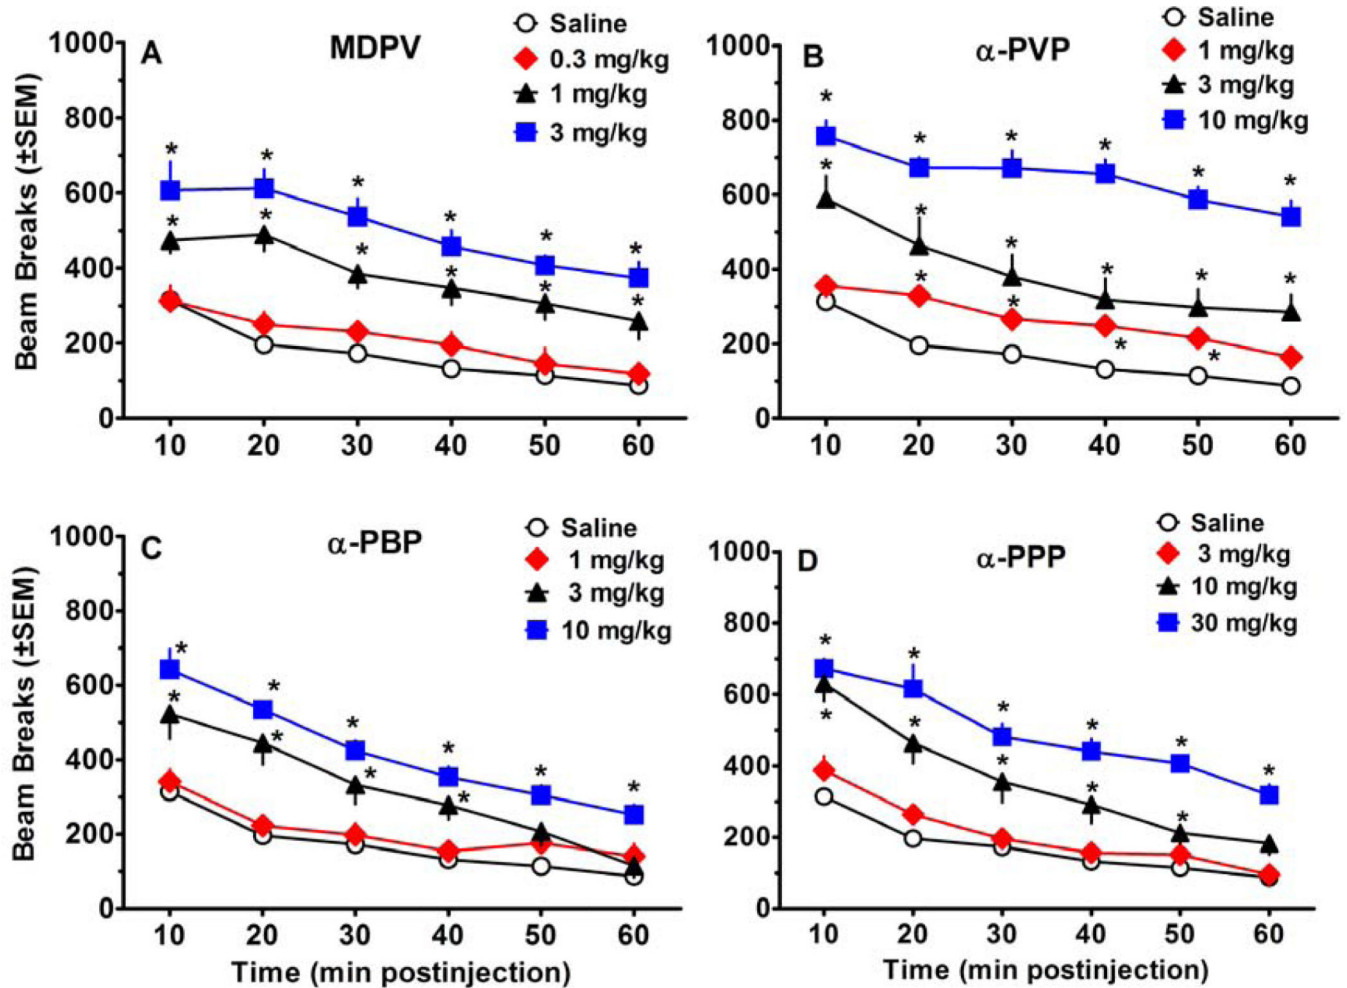 A
MDPV
Saline
0.3 mg/kg
1 mg/kg
3 mg/kg
Beam Breaks (±SEM)
1000
800
600
400
200
0
* * * * * *
* * * * * *
10 20 30 40 50 60
B
α-PVP
Saline
1 mg/kg
3 mg/kg
10 mg/kg
1000
800
600
400
200
0
* * * * * *
* * * * * *
* * * *
10 20 30 40 50 60
C
α-PBP
Saline
1 mg/kg
3 mg/kg
10 mg/kg
Beam Breaks (±SEM)
1000
800
600
400
200
0
* * * * * *
* * * *
10 20 30 40 50 60
Time (min postinjection)
D
α-PPP
Saline
3 mg/kg
10 mg/kg
30 mg/kg
1000
800
600
400
200
0
* * * * * *
* * * * *
10 20 30 40 50 60
Time (min postinjection)